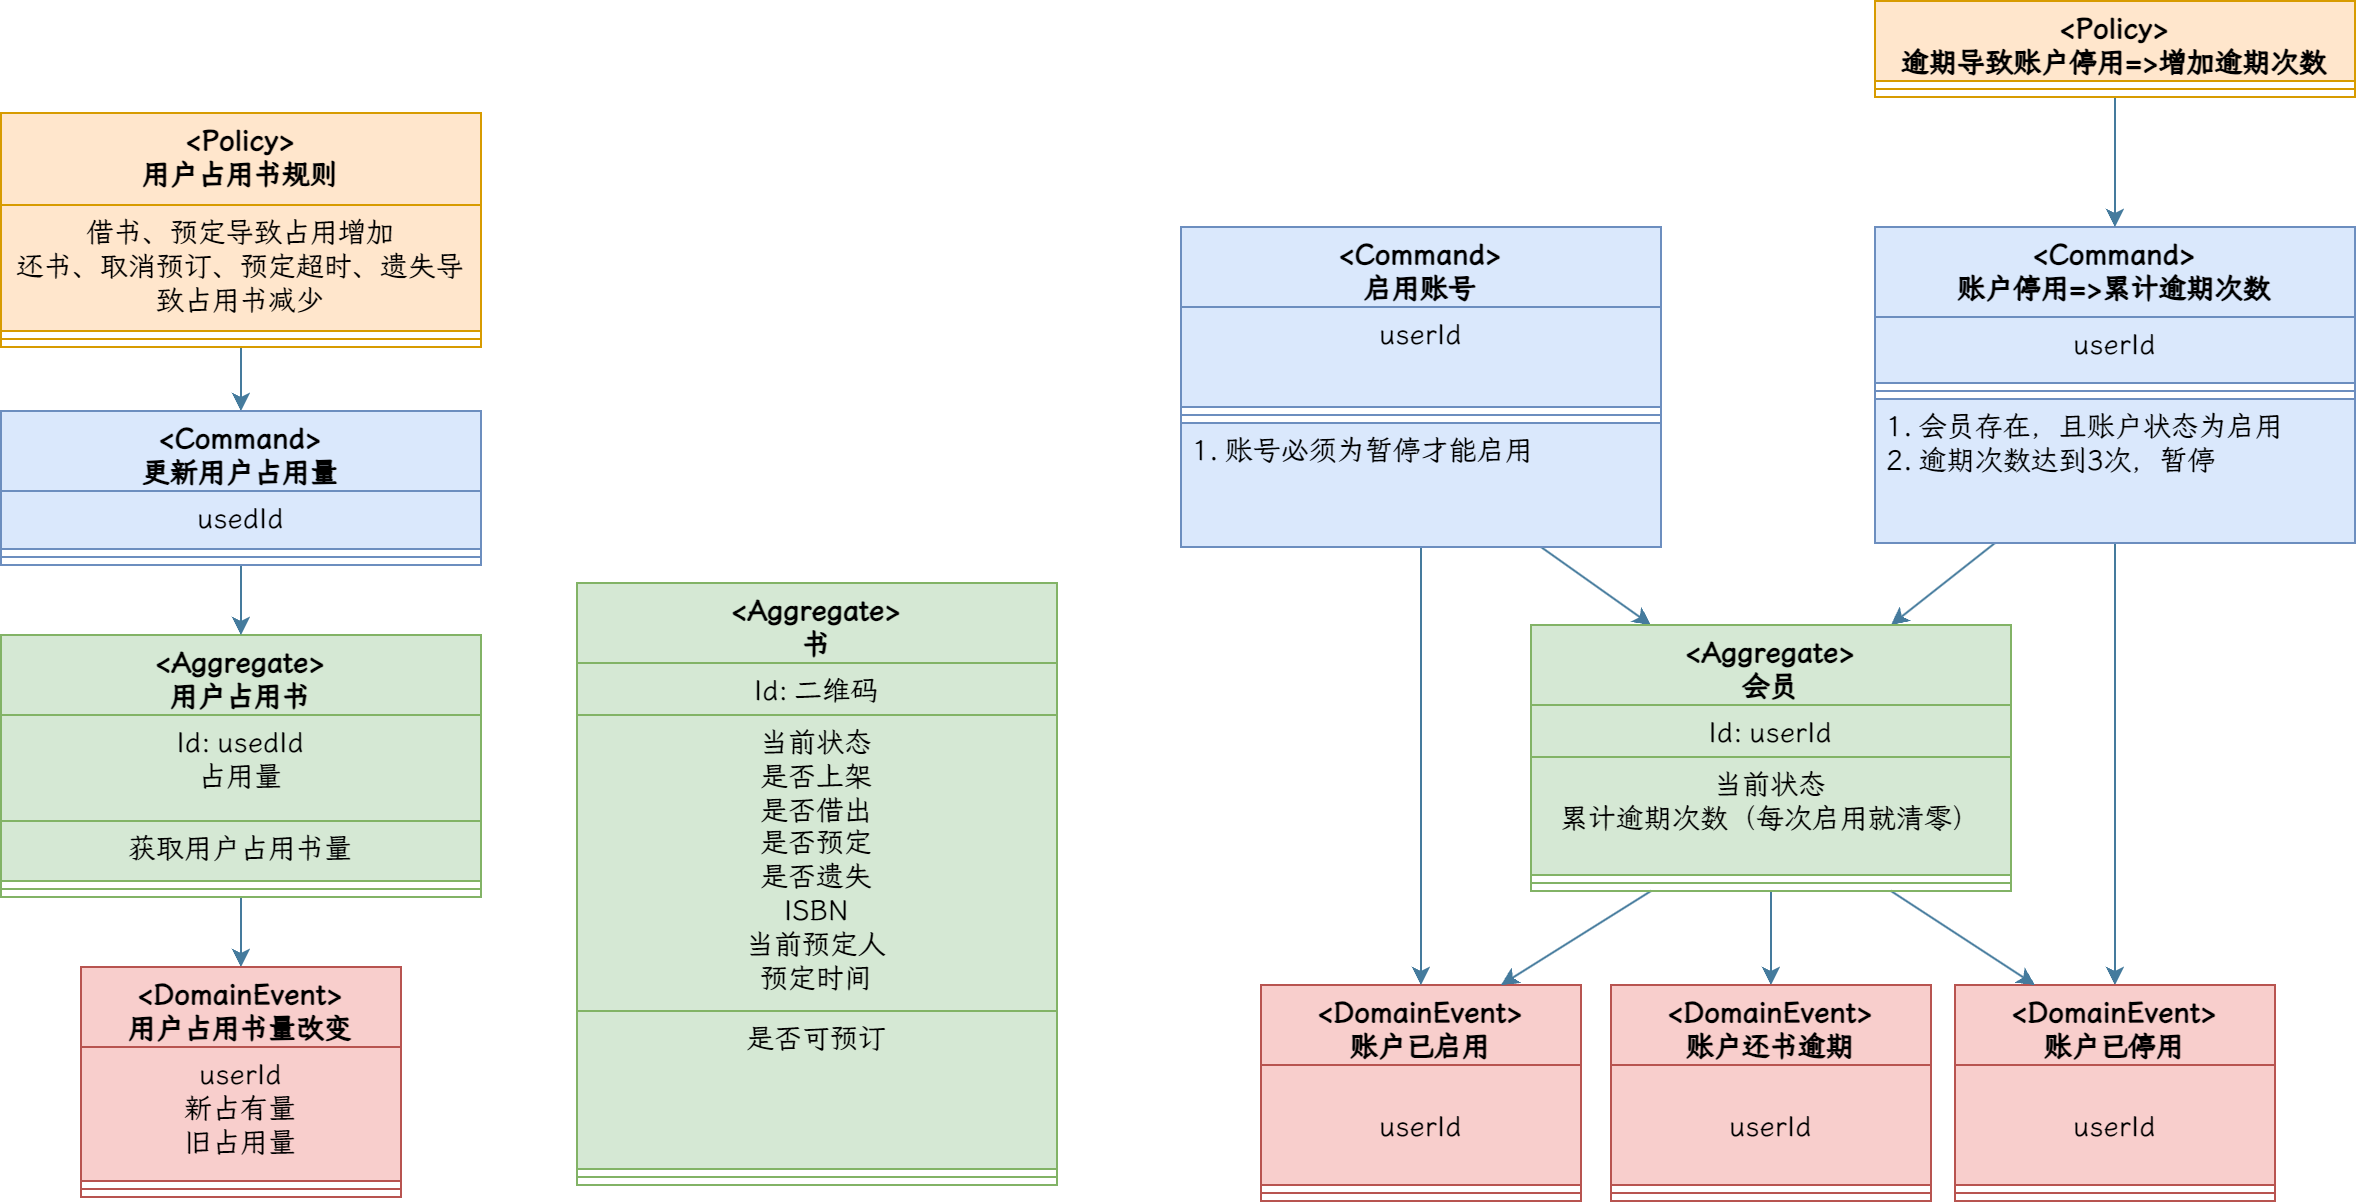 <Policy>
用户占用书规则
借书、预定导致占用增加
还书、取消预订、预定超时、遗失导
致占用书减少
<Command>
更新用户占用量
usedId
<Aggregate>
用户占用书
Id: usedId
占用量
获取用户占用书量
<DomainEvent>
用户占用书量改变
userId
新占有量
旧占用量
<Aggregate>
书
Id: 二维码
当前状态
是否上架
是否借出
是否预定
是否遗失
ISBN
当前预定人
预定时间
是否可预订
<Policy>
逾期导致账户停用=>增加逾期次数
<Command>
启用账号
userId
1. 账号必须为暂停才能启用
<Command>
账户停用=>累计逾期次数
userId
1. 会员存在，且账户状态为启用
2. 逾期次数达到3次，暂停
<Aggregate>
会员
Id: userId
当前状态
累计逾期次数（每次启用就清零）
<DomainEvent>
账户已启用
userId
<DomainEvent>
账户还书逾期
userId
<DomainEvent>
账户已停用
userId